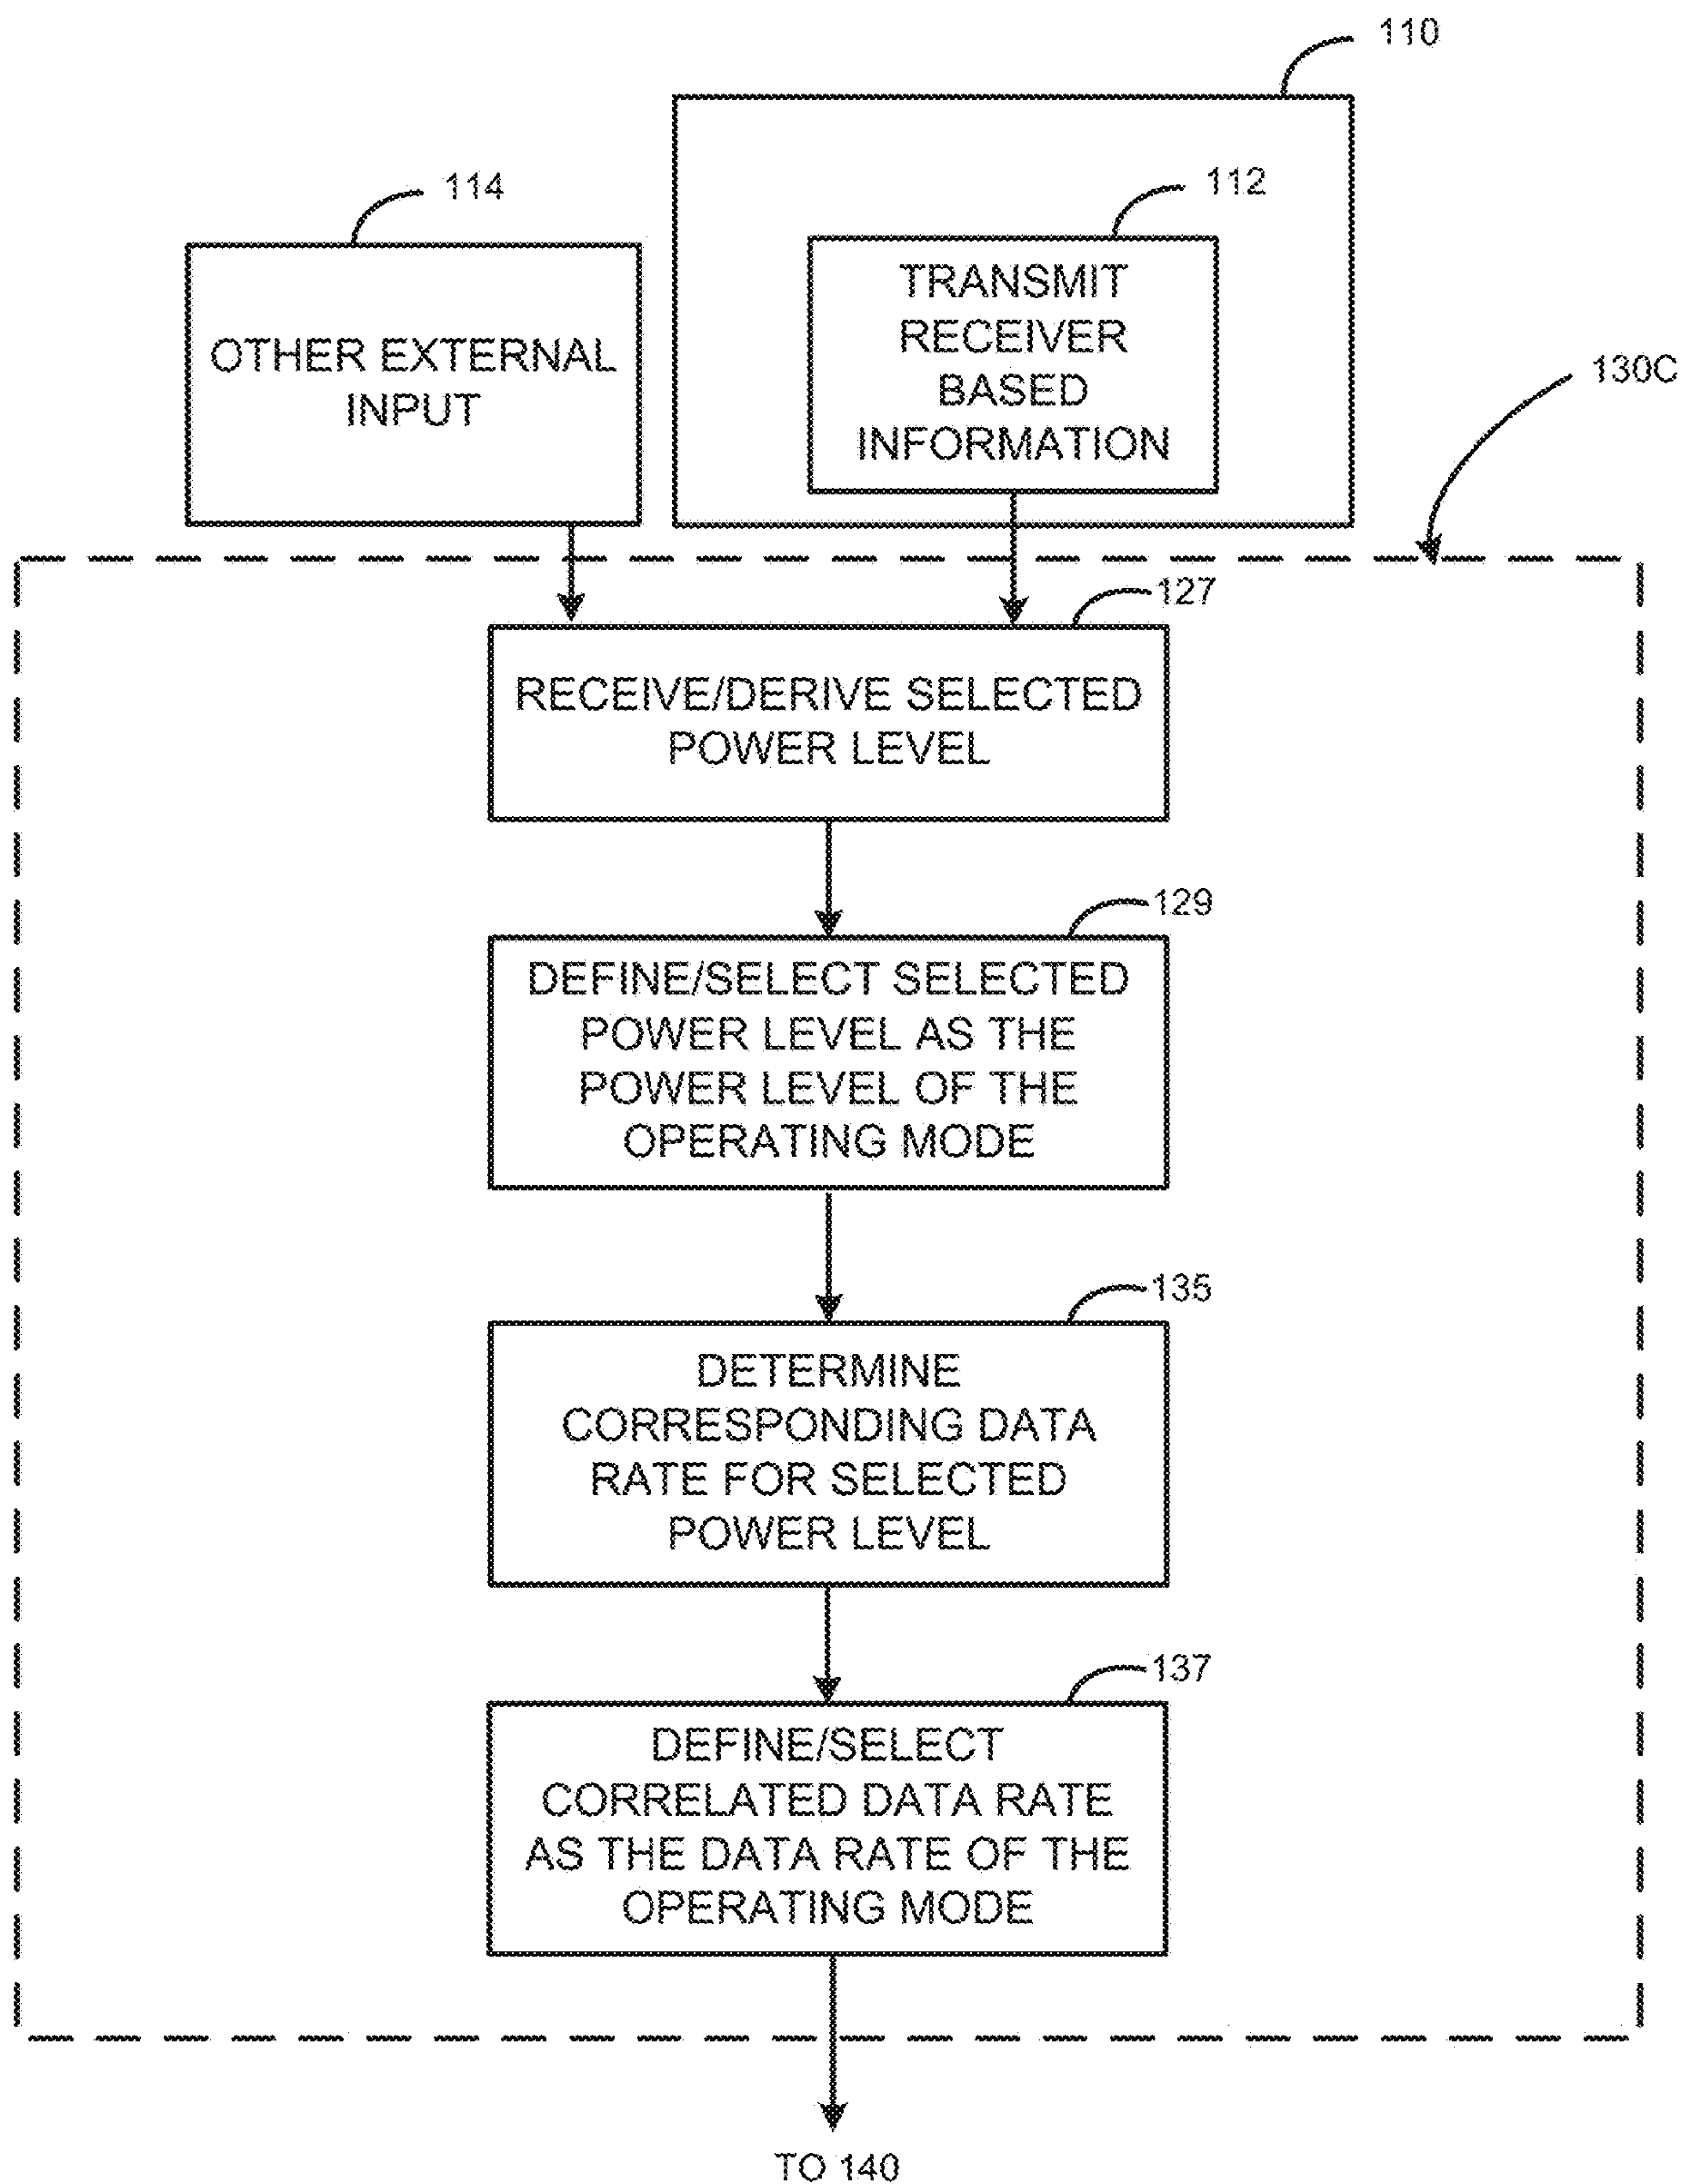 110
114
112
OTHER EXTERNAL
INPUT
TRANSMIT
RECEIVER
BASED
INFORMATION
130C
127
RECEIVE/DERIVE SELECTED
POWER LEVEL
129
DEFINE/SELECT SELECTED
POWER LEVEL AS THE
POWER LEVEL OF THE
OPERATING MODE
135
DETERMINE
CORRESPONDING DATA
RATE FOR SELECTED
POWER LEVEL
137
DEFINE/SELECT
CORRELATED DATA RATE
AS THE DATA RATE OF THE
OPERATING MODE
TO 140